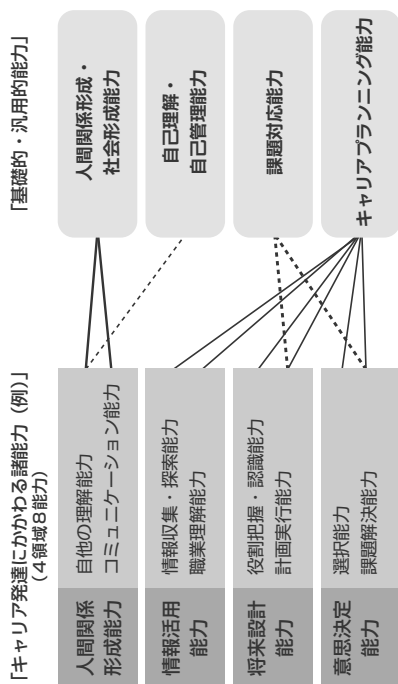 「キャリア発達にかかわる諸能力（例）」
（４領域８能力）
人間関係
形成能力
自他の理解能力
コミュニケーション能力
情報活用
能力
情報収集・探索能力
職業理解能力
将来設計
能力
役割把握・認識能力
計画実行能力
意思決定
能力
選択能力
課題解決能力
「基礎的・汎用的能力」
人間関係形成・
社会形成能力
自己理解・
自己管理能力
課題対応能力
キャリアプランニング能力